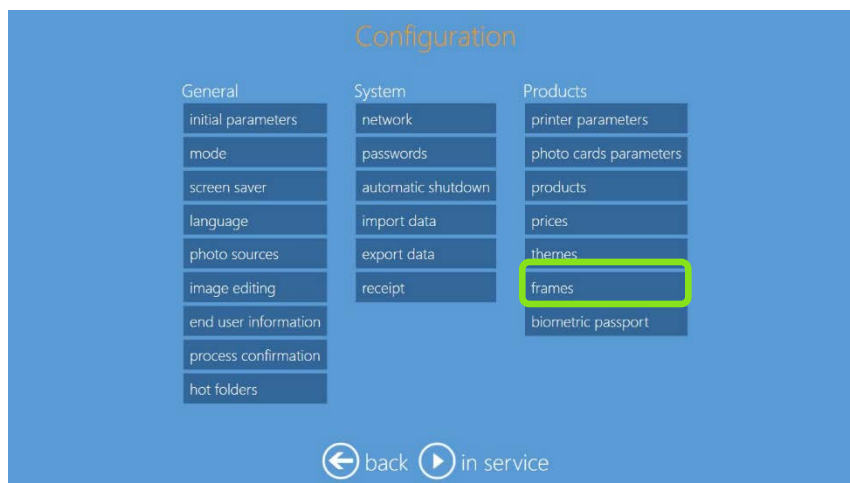 Configuration
General
initial parameters
mode
screen saver
language
photo sources
image editing
end user information
process confirmation
hot folders
System
network
passwords
automatic shutdown
import data
export data
receipt
Products
printer parameters
photo cards parameters
products
prices
themes
frames
biometric passport
back in service